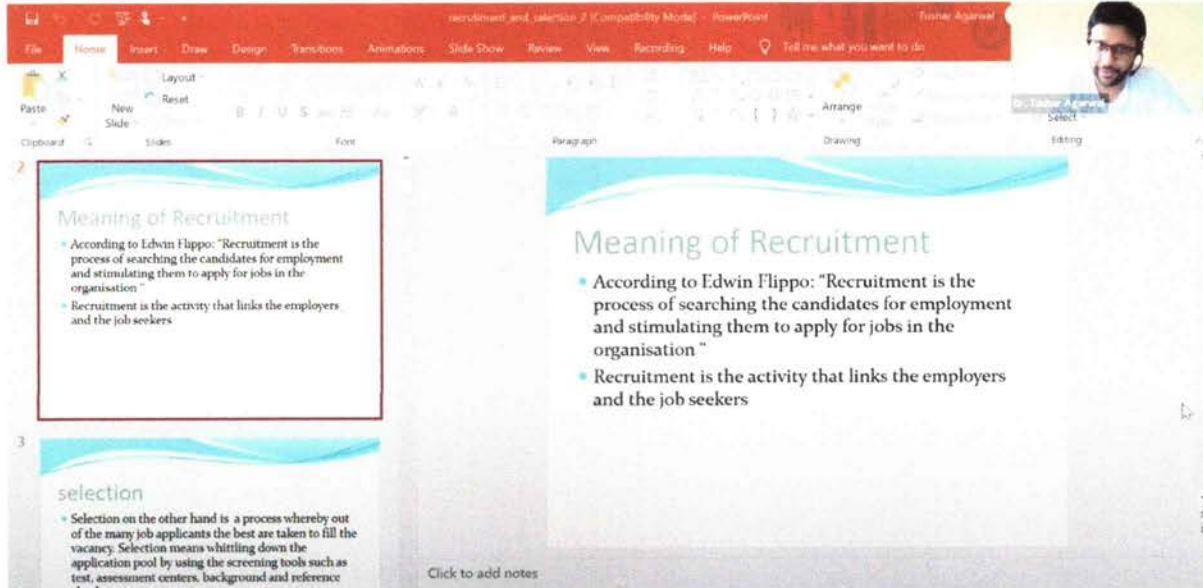 recrutiment_and_selection_2 [Compatibility Mode] - PowerPoint
Tushar Agarwal
File Home Insert Draw Design Transitions Animations Slide Show Review View Recording Help Tell me what you want to do
Dr. Tushar Agarwal
Paste
New
Slide
Layout
Reset
B I U S
Arrange
Select
Clipboard Slides Font Paragraph Drawing Editing
2
Meaning of Recruitment
According to Edwin Flippo: "Recruitment is the
process of searching the candidates for employment
and stimulating them to apply for jobs in the
organisation "
Recruitment is the activity that links the employers
and the job seekers
3
selection
Selection on the other hand is a process whereby out
of the many job applicants the best are taken to fill the
vacancy. Selection means whittling down the
application pool by using the screening tools such as
test, assessment centers, background and reference
Meaning of Recruitment
According to Edwin Flippo: "Recruitment is the
process of searching the candidates for employment
and stimulating them to apply for jobs in the
organisation "
Recruitment is the activity that links the employers
and the job seekers
Click to add notes